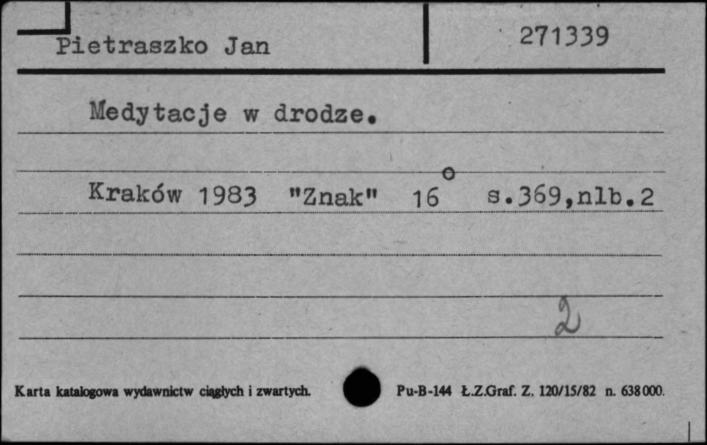 Pietraszko Jan 271339
Medytacje w drodze.
Kraków 1983 "Znak" 16° s.369,nlb.2
2
Karta katalogowa wydawnictw ciągłych i zwartych. Pu-B-144 Ł.Z.Graf. Z. 120/15/82 n. 638000.